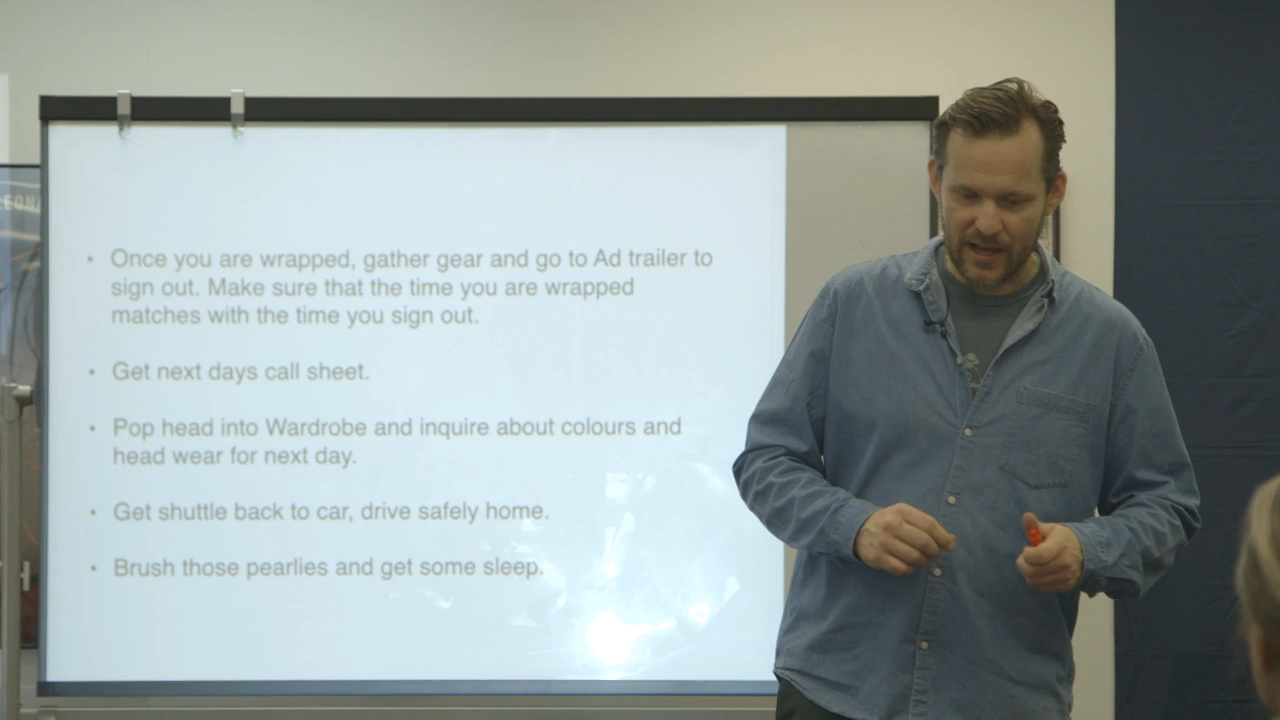 • Once you are wrapped, gather gear and go to Ad trailer to
sign out. Make sure that the time you are wrapped
matches with the time you sign out.
• Get next days call sheet.
• Pop head into Wardrobe and inquire about colours and
head wear for next day.
• Get shuttle back to car, drive safely home.
• Brush those pearlies and get some sleep.